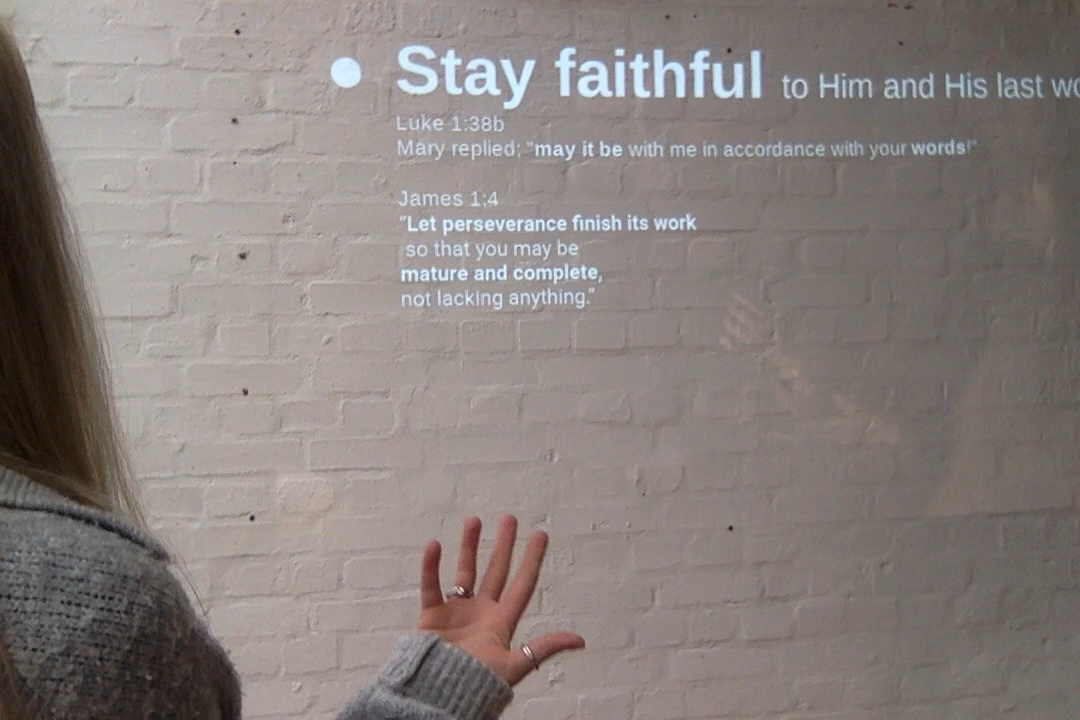 • Stay faithful to Him and His last
Luke 1:38b
Mary replied; "may it be with me in accordance with your words!"
James 1:4
"Let perseverance finish its work
so that you may be
mature and complete,
not lacking anything."